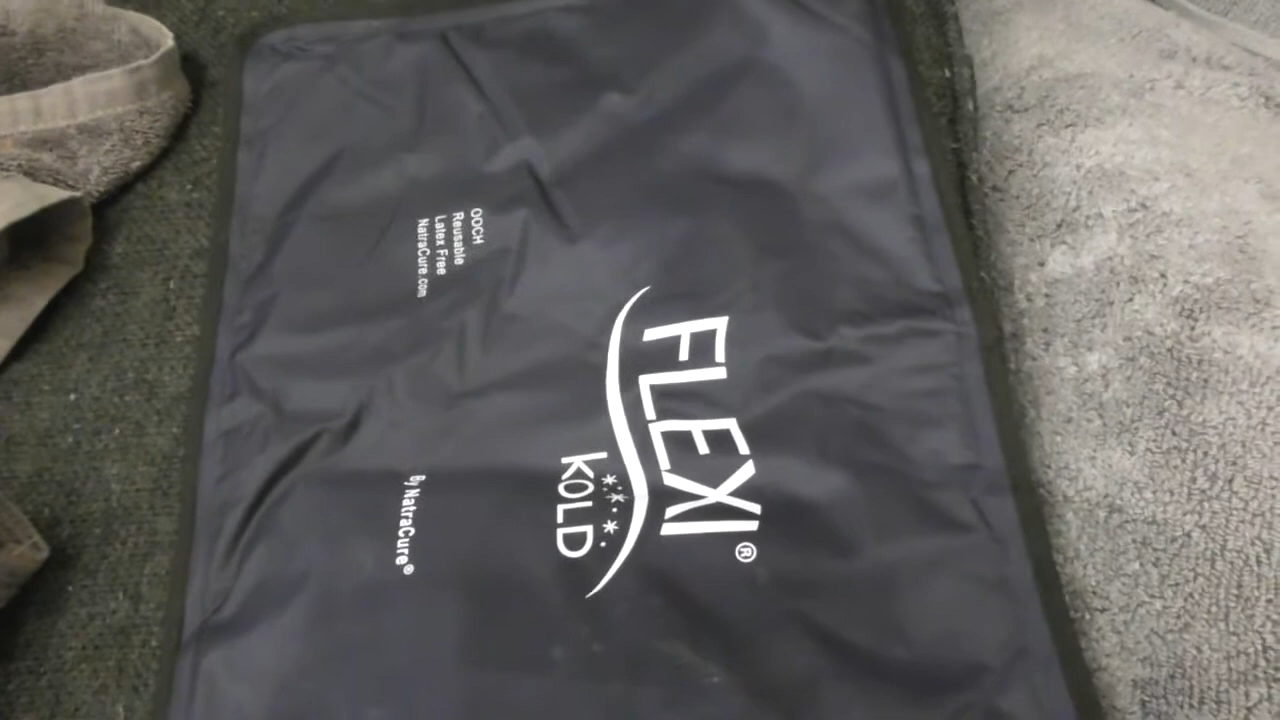 FLEXI®
KOLD
OOCH
Reusable
Latex Free
NatraCure.com
By NatraCure®